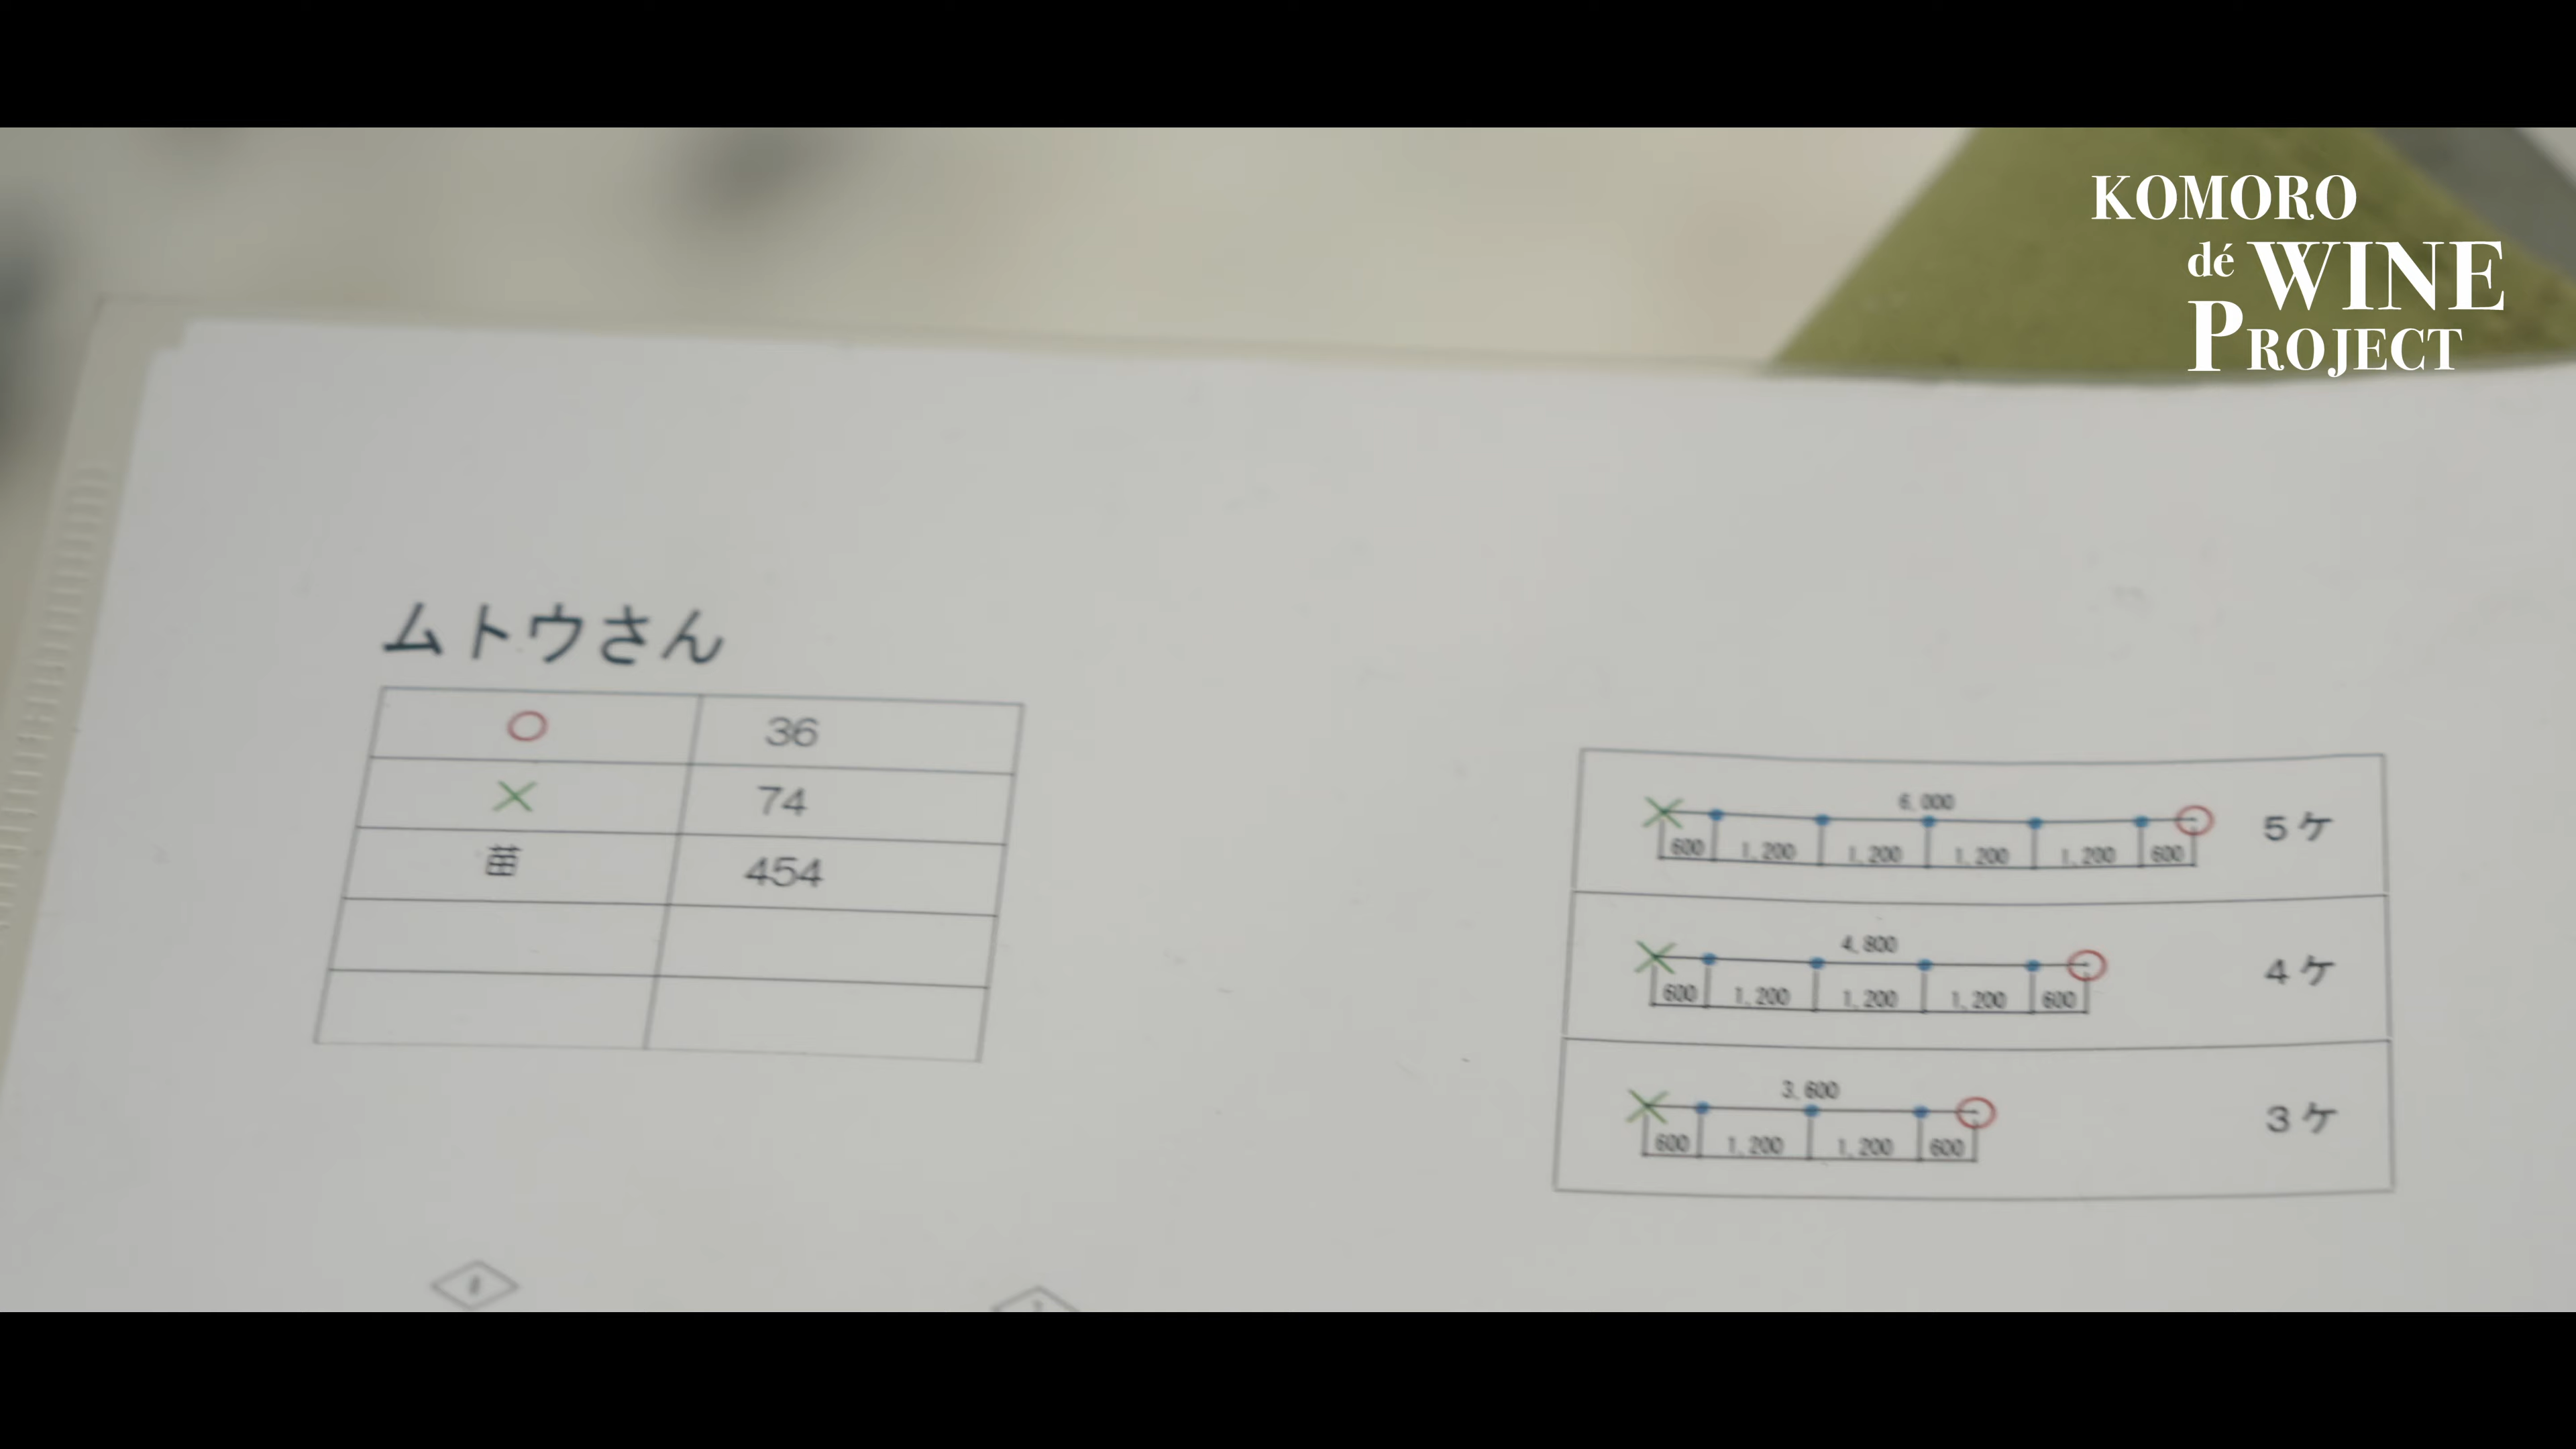 KOMORO
dé WINE
PROJECT
ムトウさん
○ 36
× 74
苗 454
6,000
600 1,200 1,200 1,200 1,200 600
5ケ
4,800
600 1,200 1,200 1,200 600
4ケ
3,600
600 1,200 1,200 600
3ケ